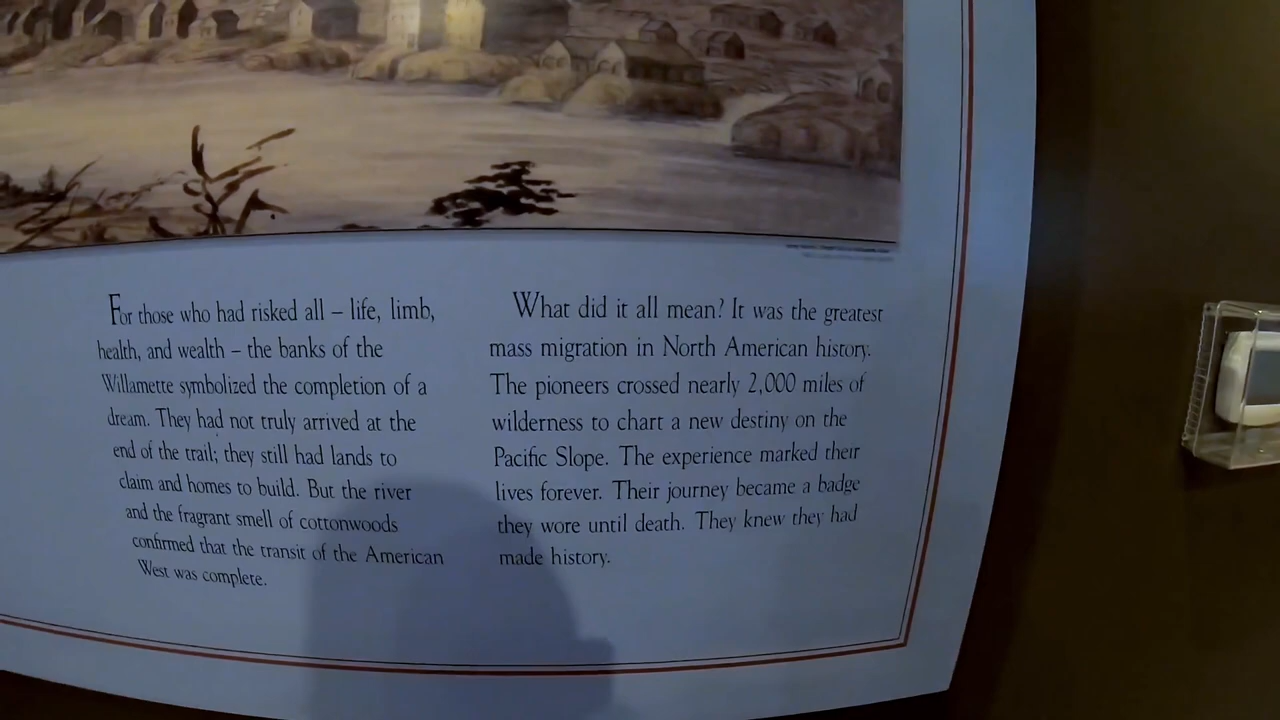 For those who had risked all – life, limb,
health, and wealth – the banks of the
Willamette symbolized the completion of a
dream. They had not truly arrived at the
end of the trail; they still had lands to
claim and homes to build. But the river
and the fragrant smell of cottonwoods
confirmed that the transit of the American
West was complete.
What did it all mean? It was the greatest
mass migration in North American history.
The pioneers crossed nearly 2,000 miles of
wilderness to chart a new destiny on the
Pacific Slope. The experience marked their
lives forever. Their journey became a badge
they wore until death. They knew they had
made history.